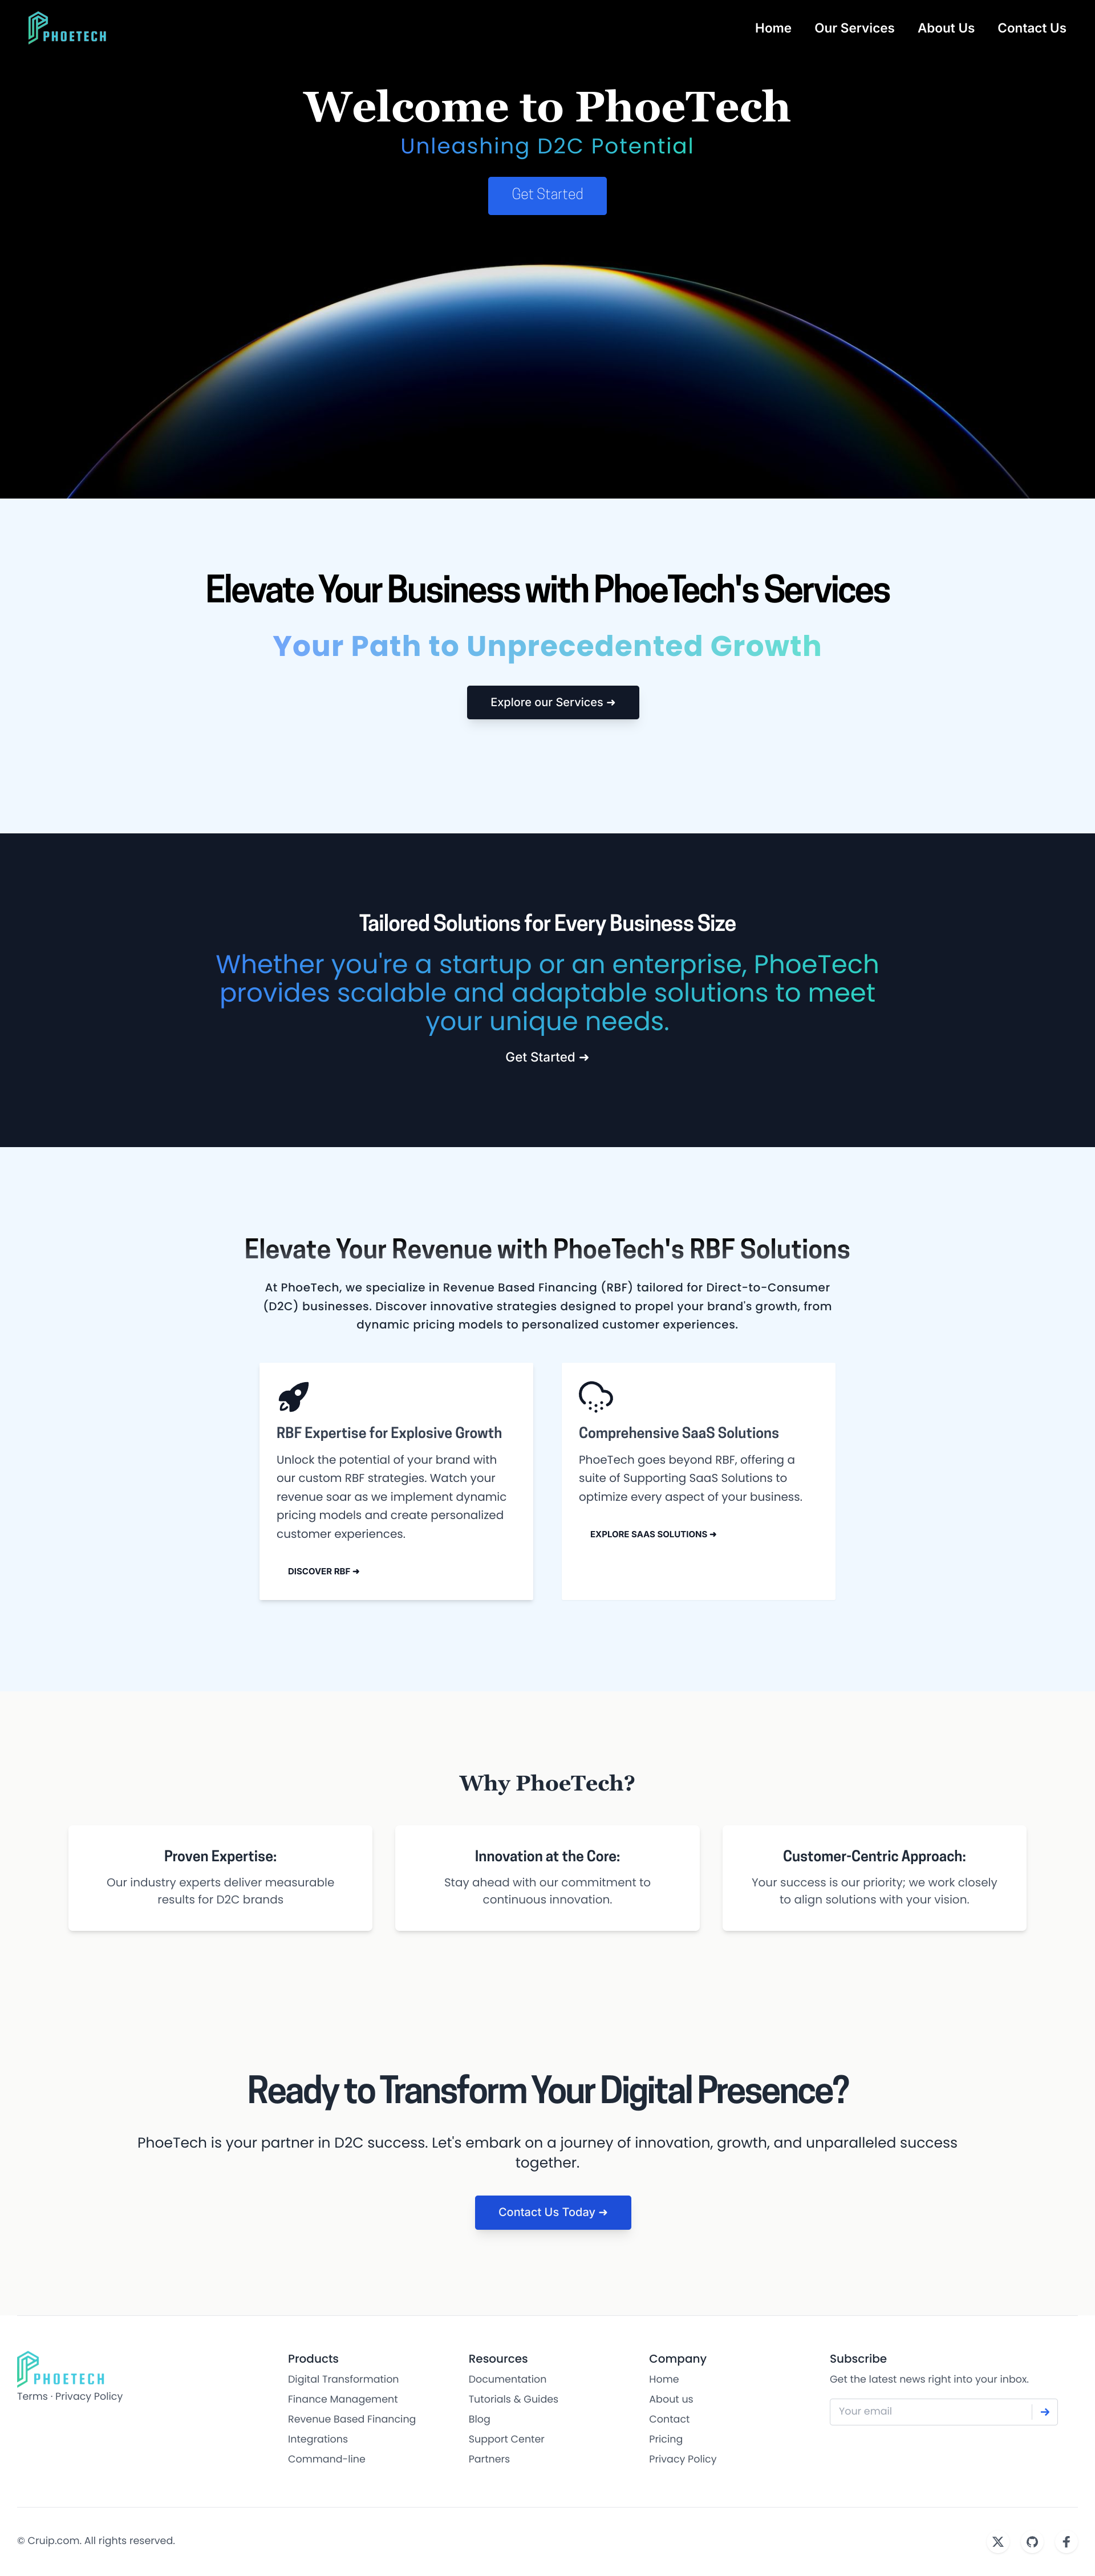 PHOETECH
Home Our Services About Us Contact Us
Welcome to PhoeTech
Unleashing D2C Potential
Get Started
Elevate Your Business with PhoeTech's Services
Your Path to Unprecedented Growth
Explore our Services ➜
Tailored Solutions for Every Business Size
Whether you're a startup or an enterprise, PhoeTech
provides scalable and adaptable solutions to meet
your unique needs.
Get Started ➜
Elevate Your Revenue with PhoeTech's RBF Solutions
At PhoeTech, we specialize in Revenue Based Financing (RBF) tailored for Direct-to-Consumer
(D2C) businesses. Discover innovative strategies designed to propel your brand's growth, from
dynamic pricing models to personalized customer experiences.
RBF Expertise for Explosive Growth
Unlock the potential of your brand with
our custom RBF strategies. Watch your
revenue soar as we implement dynamic
pricing models and create personalized
customer experiences.
DISCOVER RBF ➜
Comprehensive SaaS Solutions
PhoeTech goes beyond RBF, offering a
suite of Supporting SaaS Solutions to
optimize every aspect of your business.
EXPLORE SAAS SOLUTIONS ➜
Why PhoeTech?
Proven Expertise:
Our industry experts deliver measurable
results for D2C brands
Innovation at the Core:
Stay ahead with our commitment to
continuous innovation.
Customer-Centric Approach:
Your success is our priority; we work closely
to align solutions with your vision.
Ready to Transform Your Digital Presence?
PhoeTech is your partner in D2C success. Let's embark on a journey of innovation, growth, and unparalleled success
together.
Contact Us Today ➜
PHOETECH
Terms · Privacy Policy
Products
Digital Transformation
Finance Management
Revenue Based Financing
Integrations
Command-line
Resources
Documentation
Tutorials & Guides
Blog
Support Center
Partners
Company
Home
About us
Contact
Pricing
Privacy Policy
Subscribe
Get the latest news right into your inbox.
Your email
© Cruip.com. All rights reserved.